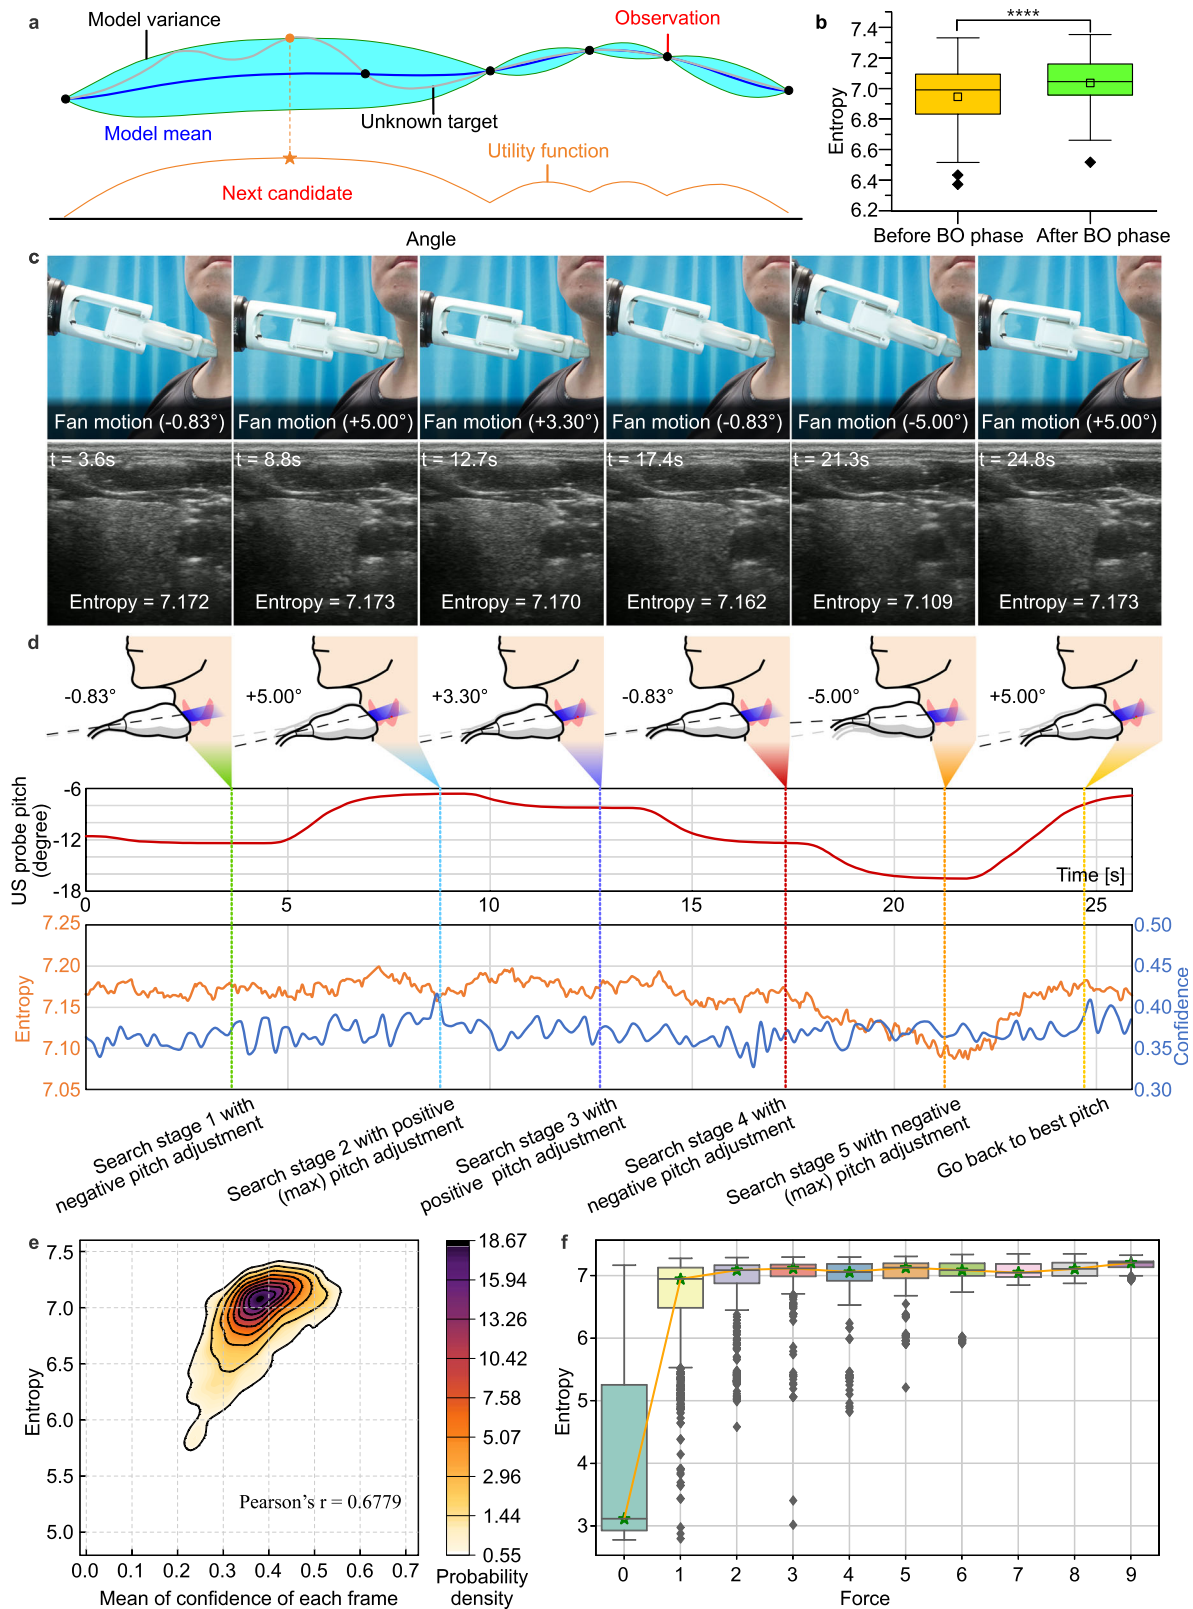 a
Model variance
Observation
Unknown target
Model mean
Utility function
Next candidate
Angle
b
****
Entropy
7.4
7.2
7.0
6.8
6.6
6.4
6.2
Before BO phase
After BO phase
c
Fan motion (-0.83°)
Fan motion (+5.00°)
Fan motion (+3.30°)
Fan motion (-0.83°)
Fan motion (-5.00°)
Fan motion (+5.00°)
t = 3.6s
t = 8.8s
t = 12.7s
t = 17.4s
t = 21.3s
t = 24.8s
Entropy = 7.172
Entropy = 7.173
Entropy = 7.170
Entropy = 7.162
Entropy = 7.109
Entropy = 7.173
d
-0.83°
+5.00°
+3.30°
-0.83°
-5.00°
+5.00°
US probe pitch
(degree)
-6
-12
-18
Time [s]
0
5
10
15
20
25
Entropy
7.25
7.20
7.15
7.10
7.05
0.50
0.45
0.40
0.35
0.30
Confidence
Search stage 1 with
negative pitch adjustment
Search stage 2 with positive
(max) pitch adjustment
Search stage 3 with
positive pitch adjustment
Search stage 4 with
negative pitch adjustment
Search stage 5 with negative
(max) pitch adjustment
Go back to best pitch
e
Entropy
7.5
7.0
6.5
6.0
5.5
5.0
Pearson's r = 0.6779
0.0
0.1
0.2
0.3
0.4
0.5
0.6
0.7
Mean of confidence of each frame
18.67
15.94
13.26
10.42
7.58
5.07
2.96
1.44
0.55
Probability
density
f
Entropy
7
6
5
4
3
0
1
2
3
4
5
6
7
8
9
Force